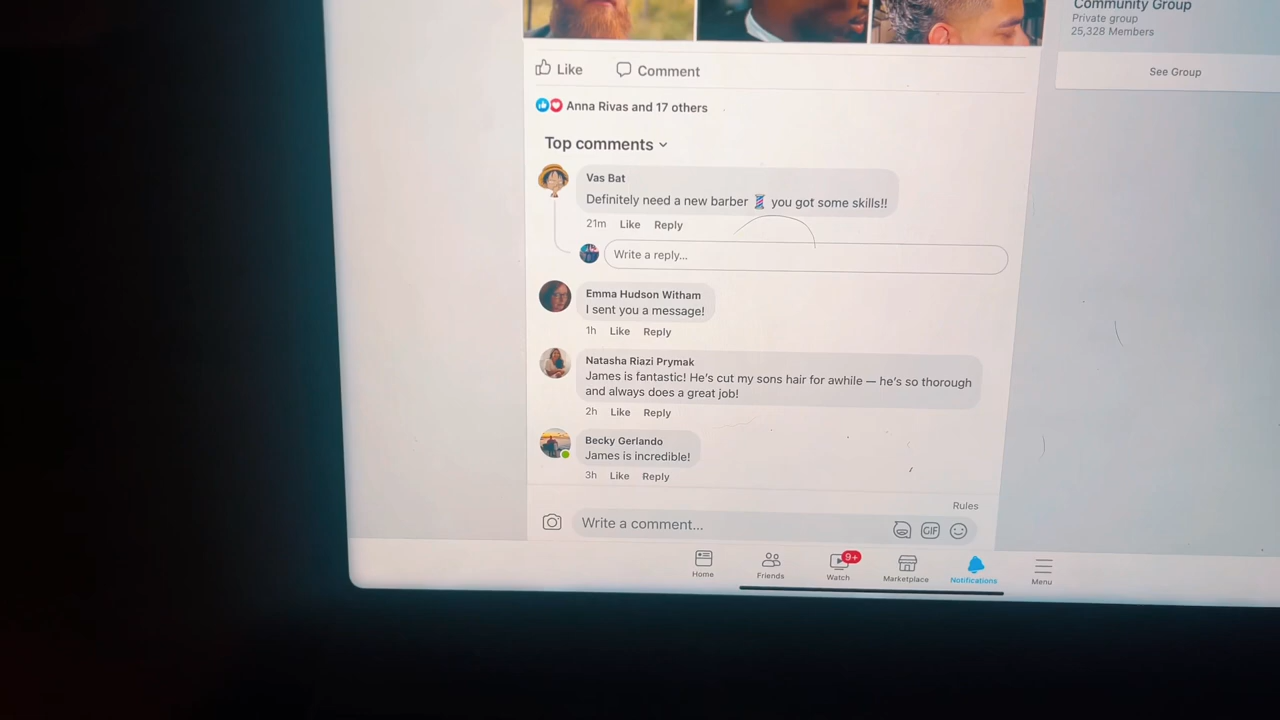 Community Group
Private group
25,328 Members
See Group
Like
Comment
Anna Rivas and 17 others
Top comments
Vas Bat
Definitely need a new barber 💈 you got some skills!!
21m Like Reply
Write a reply...
Emma Hudson Witham
I sent you a message!
1h Like Reply
Natasha Riazi Prymak
James is fantastic! He's cut my sons hair for awhile — he's so thorough
and always does a great job!
2h Like Reply
Becky Gerlando
James is incredible!
3h Like Reply
Rules
Write a comment...
GIF
9+
Home Friends Watch Marketplace Notifications Menu